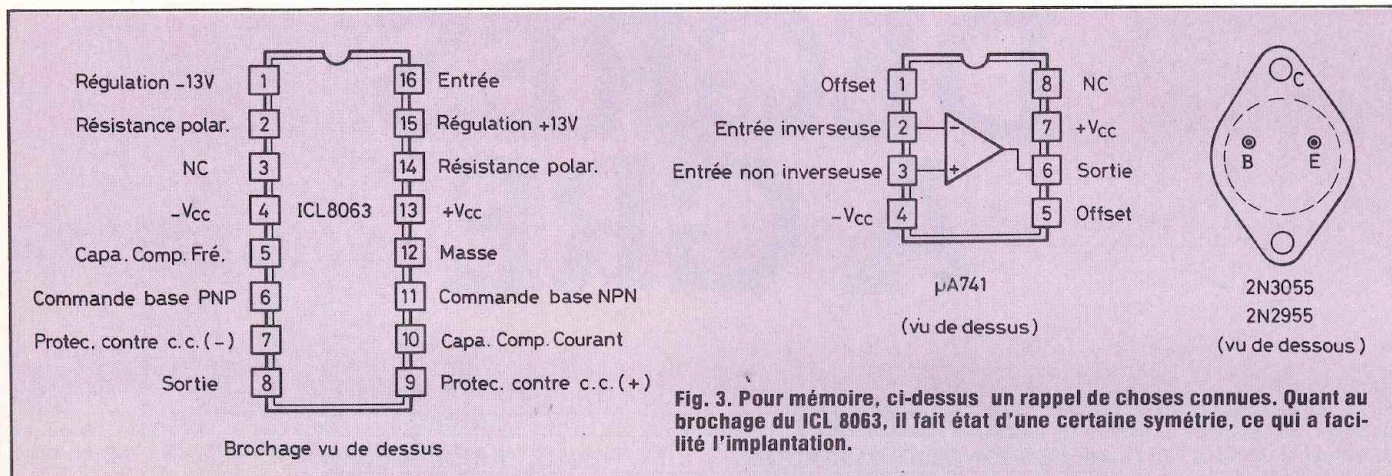 Régulation -13V 1
Résistance polar. 2
NC 3
-Vcc 4
Capa. Comp. Fré. 5
Commande base PNP 6
Protec. contre c.c. (-) 7
Sortie 8
ICL8063
16 Entrée
15 Régulation +13V
14 Résistance polar.
13 +Vcc
12 Masse
11 Commande base NPN
10 Capa. Comp. Courant
9 Protec. contre c.c. (+)
Brochage vu de dessus
Offset 1
Entrée inverseuse 2 -
Entrée non inverseuse 3 +
-Vcc 4
8 NC
7 +Vcc
6 Sortie
5 Offset
µA741
(vu de dessus)
C
B E
2N3055
2N2955
(vu de dessous)
Fig. 3. Pour mémoire, ci-dessus un rappel de choses connues. Quant au
brochage du ICL 8063, il fait état d'une certaine symétrie, ce qui a faci-
lité l'implantation.